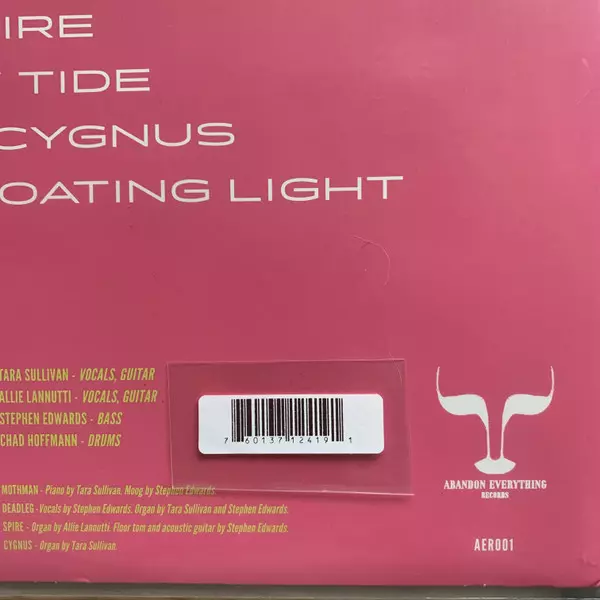 IRE
TIDE
CYGNUS
OATING LIGHT
TARA SULLIVAN - VOCALS, GUITAR
ALLIE LANNUTTI - VOCALS, GUITAR
STEPHEN EDWARDS - BASS
CHAD HOFFMANN - DRUMS
7 60137 12419 1
MOTHMAN - Piano by Tara Sullivan. Moog by Stephen Edwards.
DEADLEG - Vocals by Stephen Edwards. Organ by Tara Sullivan and Stephen Edwards.
SPIRE - Organ by Allie Lannutti. Floor tom and acoustic guitar by Stephen Edwards.
CYGNUS - Organ by Tara Sullivan.
ABANDON EVERYTHING
RECORDS
AER001